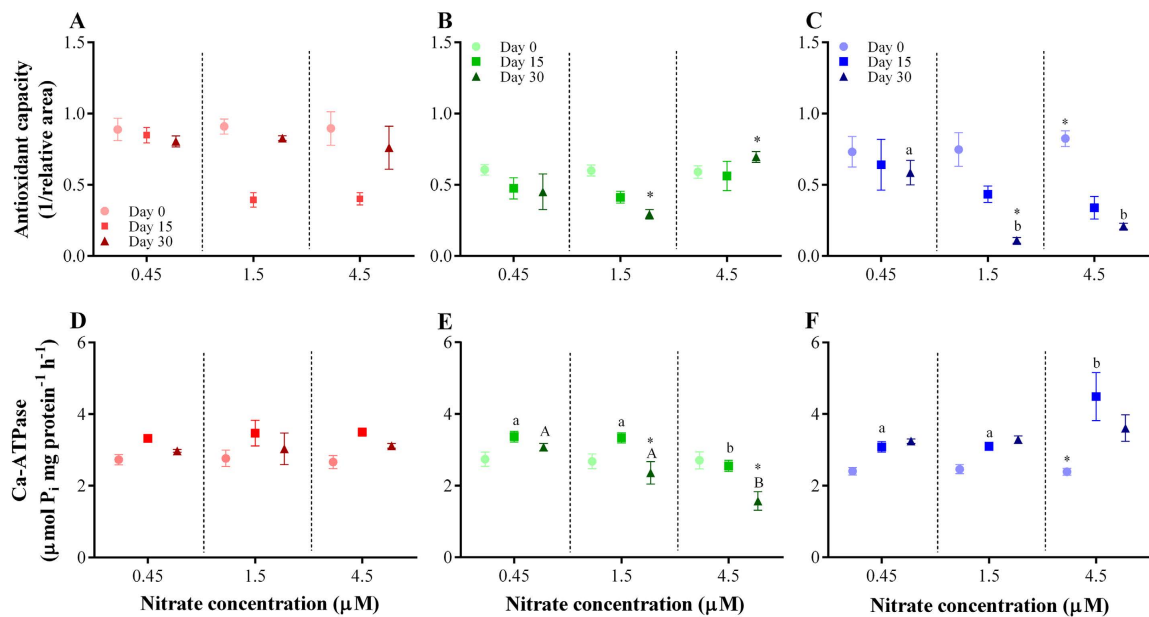 A
B
C
Antioxidant capacity
(1/relative area)
1.5
1.0
0.5
0.0
Day 0
Day 15
Day 30
0.45
1.5
4.5
1.5
1.0
0.5
0.0
Day 0
Day 15
Day 30
*
*
0.45
1.5
4.5
1.5
1.0
0.5
0.0
Day 0
Day 15
Day 30
a
*
b
*
b
0.45
1.5
4.5
D
E
F
Ca-ATPase
(μmol Pi mg protein⁻¹ h⁻¹)
6
4
2
0
0.45
1.5
4.5
Nitrate concentration (μM)
6
4
2
0
a
A
a
*
A
b
*
B
0.45
1.5
4.5
Nitrate concentration (μM)
6
4
2
0
a
a
*
b
0.45
1.5
4.5
Nitrate concentration (μM)